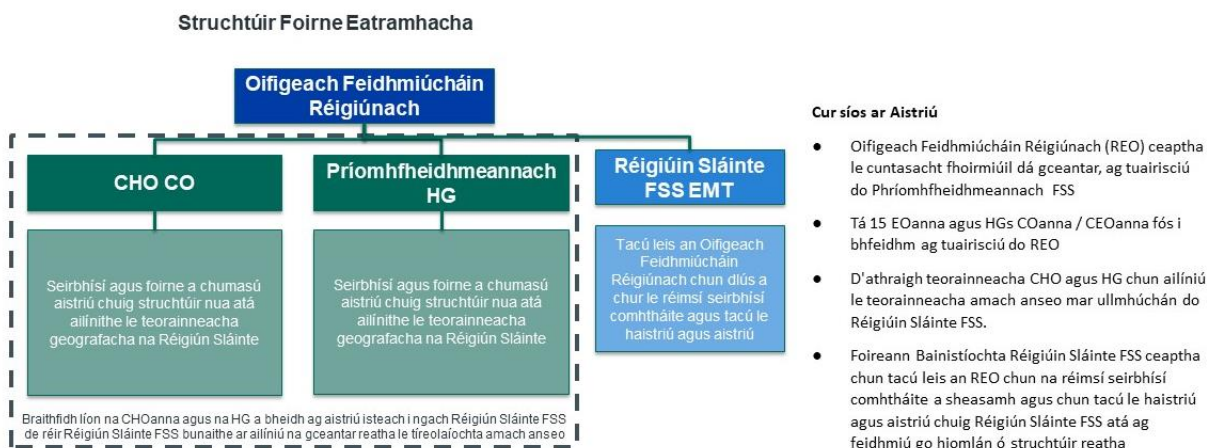 Struchtúir Foirne Eatramhacha
Oifigeach Feidhmiúcháin
Réigiúnach
CHO CO
Príomhfheidhmeannach
HG
Réigiúin Sláinte
FSS EMT
Seirbhísí agus foirne a chumasú
aistriú chuig struchtúir nua atá
ailínithe le teorainneacha
geografacha na Réigiún Sláinte
Seirbhísí agus foirne a chumasú
aistriú chuig struchtúir nua atá
ailínithe le teorainneacha
geografacha na Réigiún Sláinte
Tacú leis an Oifigeach
Feidhmiúcháin
Réigiúnach chun dlús a
chur le réimsí seirbhísí
comhtháite agus tacú le
haistriú agus aistriú
Braithfidh líon na CHOanna agus na HG a bheidh ag aistriú isteach i ngach Réigiún Sláinte FSS
de réir Réigiún Sláinte FSS bunaithe ar ailíniú na gceantar reatha le tíreolaíochta amach anseo
Cur síos ar Aistriú
● Oifigeach Feidhmiúcháin Réigiúnach (REO) ceaptha
le cuntasacht fhoirmiúil dá gceantar, ag tuairisciú
do Phríomhfheidhmeannach FSS
● Tá 15 EOanna agus HGs COanna / CEOanna fós i
bhfeidhm ag tuairisciú do REO
● D'athraigh teorainneacha CHO agus HG chun ailíniú
le teorainneacha amach anseo mar ullmhúchán do
Réigiúin Sláinte FSS.
● Foireann Bainistíochta Réigiúin Sláinte FSS ceaptha
chun tacú leis an REO chun na réimsí seirbhísí
comhtháite a sheasamh agus chun tacú le haistriú
agus aistriú chuig Réigiún Sláinte FSS atá ag
feidhmiú go hiomlán ó struchtúir reatha